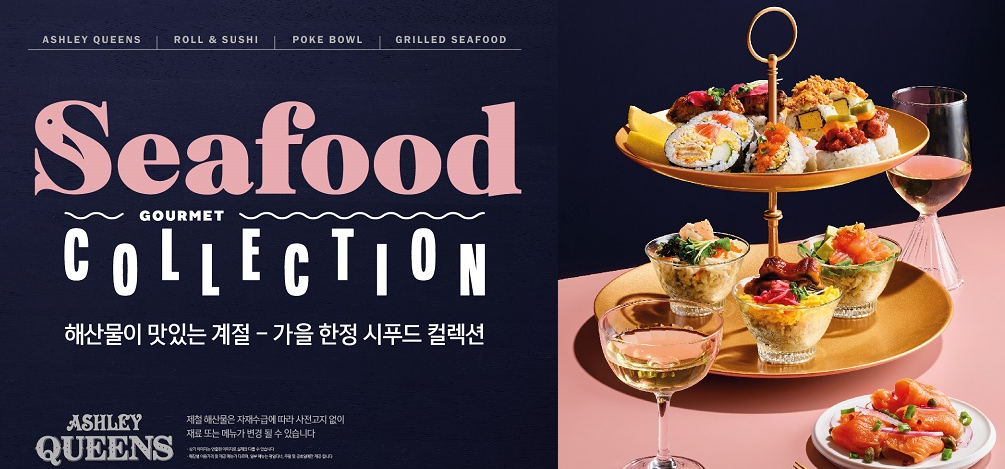 ASHLEY QUEENS | ROLL & SUSHI | POKE BOWL | GRILLED SEAFOOD
Seafood
GOURMET
COLLECTION
해산물이 맛있는 계절 – 가을 한정 시푸드 컬렉션
ASHLEY
QUEENS
제철 해산물은 자재수급에 따라 사전고지 없이
재료 또는 메뉴가 변경 될 수 있습니다